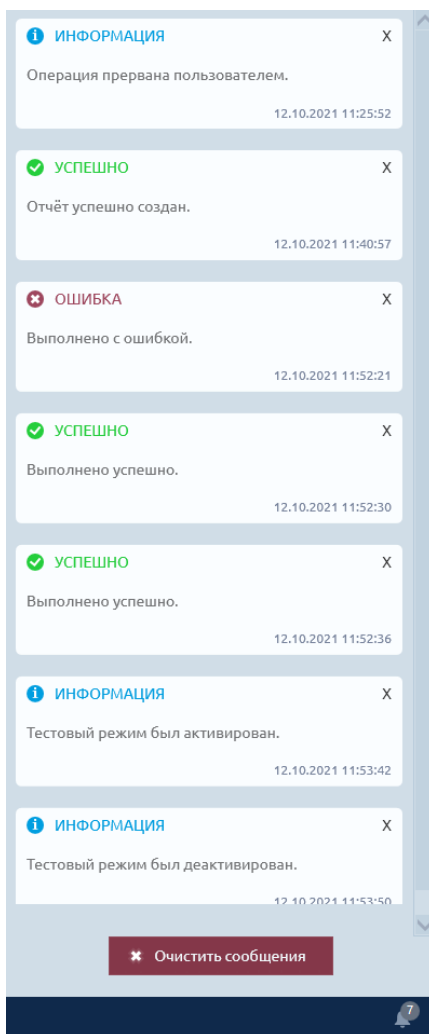 ИНФОРМАЦИЯ X
Операция прервана пользователем.
12.10.2021 11:25:52
УСПЕШНО X
Отчёт успешно создан.
12.10.2021 11:40:57
ОШИБКА X
Выполнено с ошибкой.
12.10.2021 11:52:21
УСПЕШНО X
Выполнено успешно.
12.10.2021 11:52:30
УСПЕШНО X
Выполнено успешно.
12.10.2021 11:52:36
ИНФОРМАЦИЯ X
Тестовый режим был активирован.
12.10.2021 11:53:42
ИНФОРМАЦИЯ X
Тестовый режим был деактивирован.
12.10.2021 11:53:50
Очистить сообщения
7